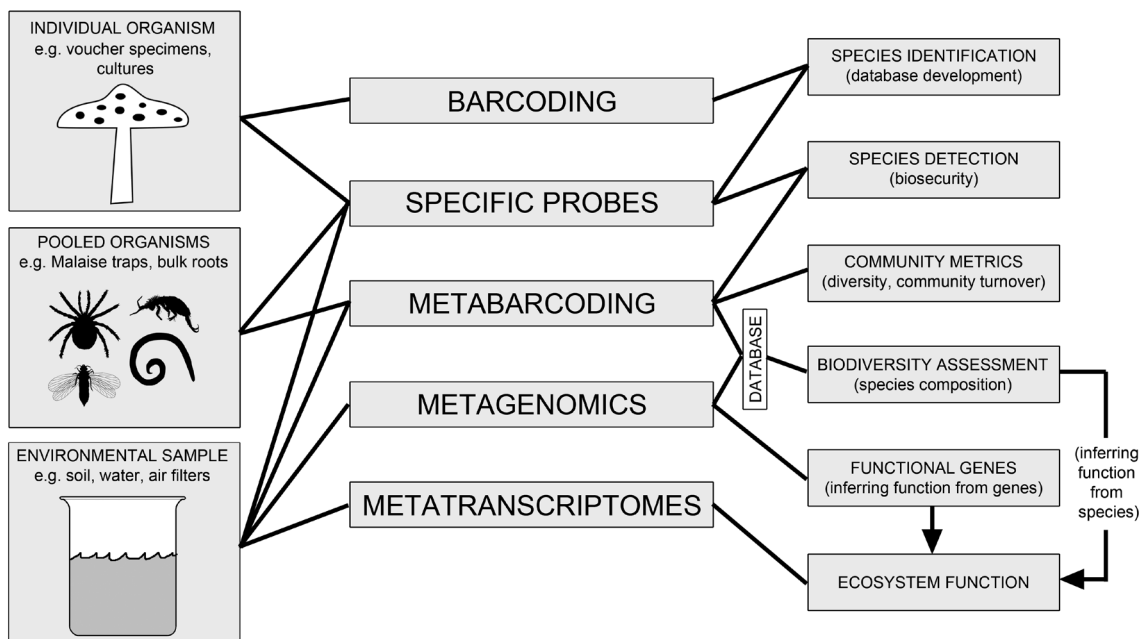 INDIVIDUAL ORGANISM
e.g. voucher specimens,
cultures
POOLED ORGANISMS
e.g. Malaise traps, bulk roots
ENVIRONMENTAL SAMPLE
e.g. soil, water, air filters
BARCODING
SPECIFIC PROBES
METABARCODING
METAGENOMICS
METATRANSCRIPTOMES
DATABASE
SPECIES IDENTIFICATION
(database development)
SPECIES DETECTION
(biosecurity)
COMMUNITY METRICS
(diversity, community turnover)
BIODIVERSITY ASSESSMENT
(species composition)
FUNCTIONAL GENES
(inferring function from genes)
ECOSYSTEM FUNCTION
(inferring
function
from
species)